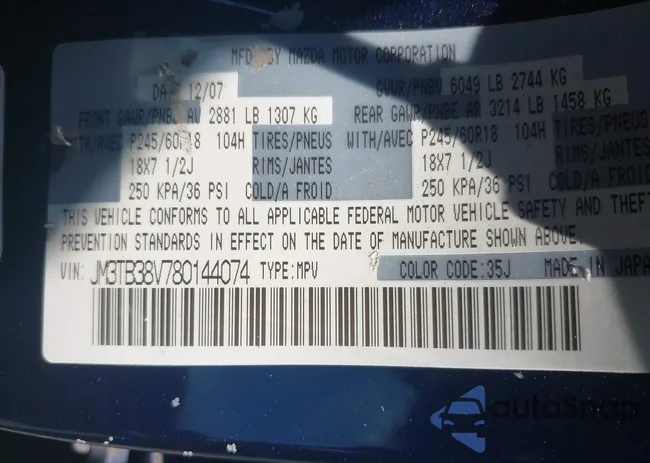 MFD. BY MAZDA MOTOR CORPORATION
DA 12/07 GVWR/PNBV 6049 LB 2744 KG
FRONT GAWR/PNBE AV 2881 LB 1307 KG REAR GAWR/PNBE AR 3214 LB 1458 KG
WITH/AVEC P245/60R18 104H TIRES/PNEUS WITH/AVEC P245/60R18 104H TIRES/PNEUS
18X7 1/2J RIMS/JANTES 18X7 1/2J RIMS/JANTES
250 KPA/36 PSI COLD/A FROID 250 KPA/36 PSI COLD/A FROID
THIS VEHICLE CONFORMS TO ALL APPLICABLE FEDERAL MOTOR VEHICLE SAFETY AND THEFT
PREVENTION STANDARDS IN EFFECT ON THE DATE OF MANUFACTURE SHOWN ABOVE.
VIN: JM3TB38V780144074 TYPE:MPV COLOR CODE:35J MADE IN JAPA
autoSnap